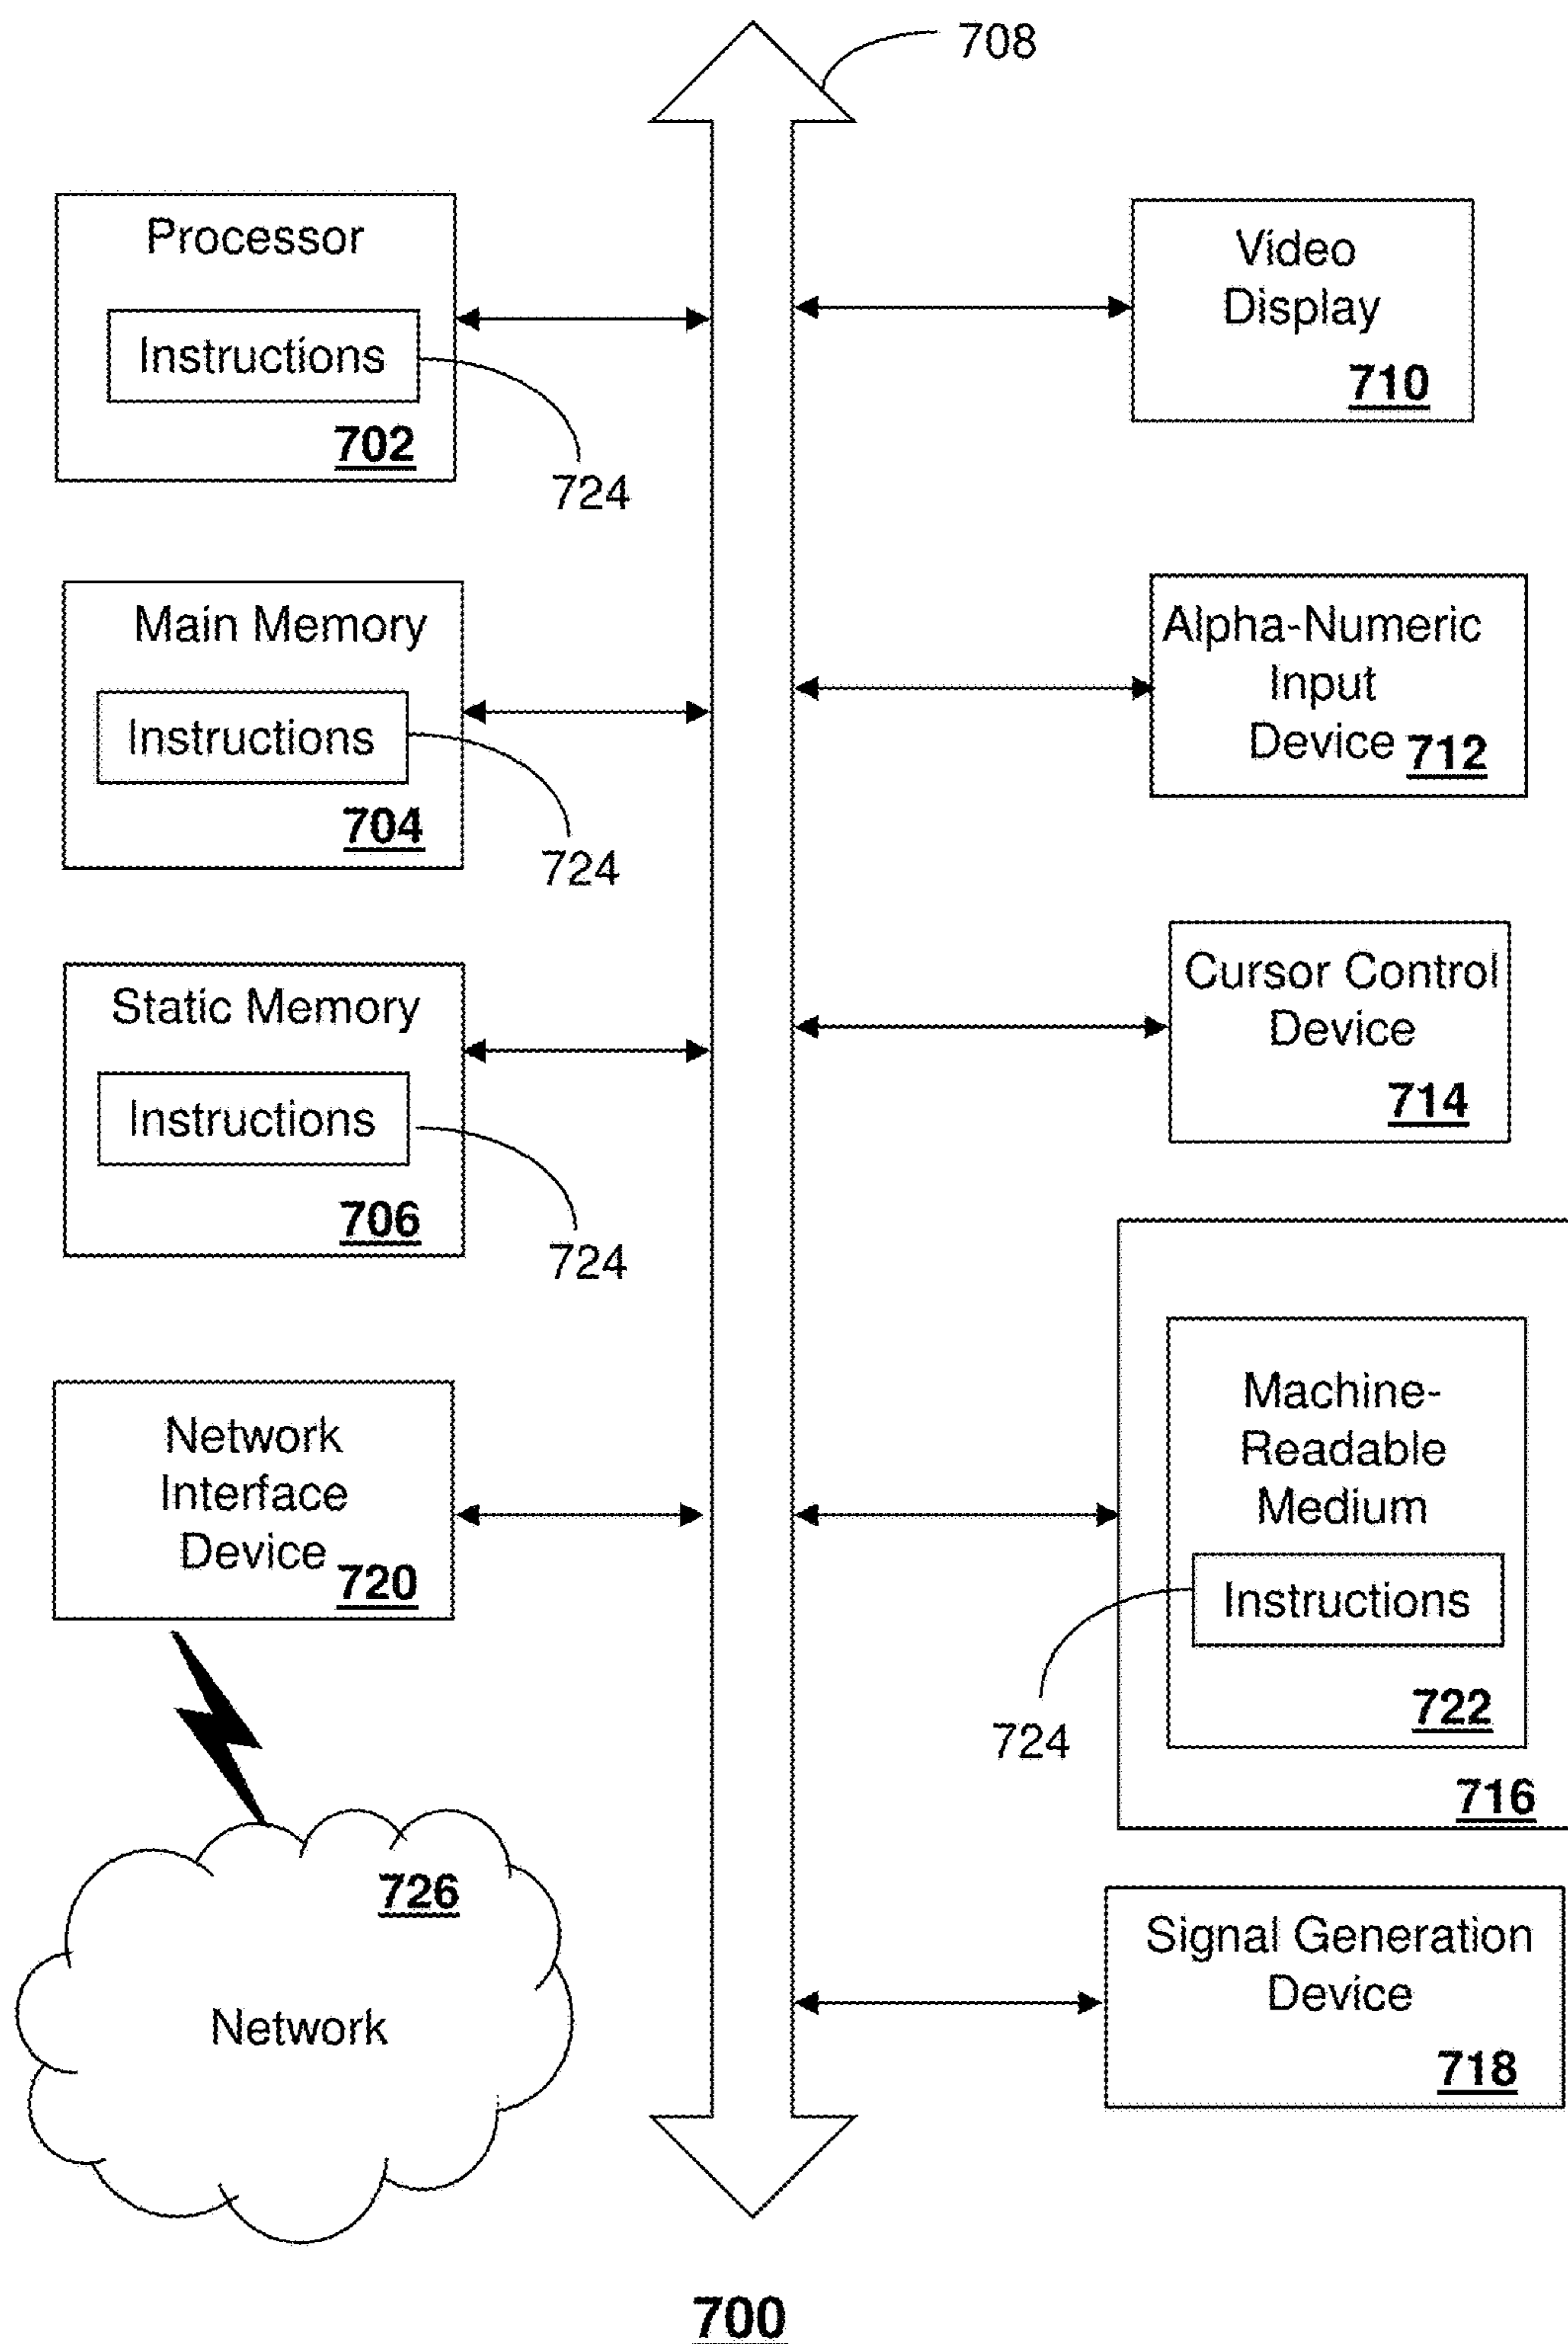 708
Processor
Instructions
702
724
Main Memory
Instructions
704
724
Static Memory
Instructions
706
724
Network
Interface
Device
720
726
Network
Video
Display
710
Alpha-Numeric
Input
Device
712
Cursor Control
Device
714
Machine-
Readable
Medium
Instructions
722
724
716
Signal Generation
Device
718
700